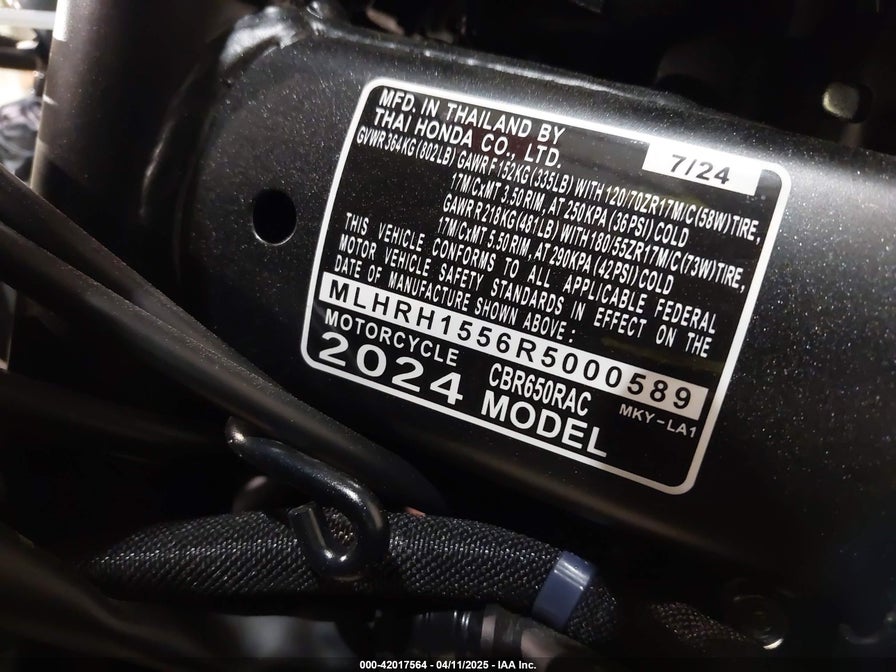 MFD. IN THAILAND BY
THAI HONDA CO., LTD.
7/24
GVWR 364KG (802LB) GAWR F 152KG (335LB) WITH 120/70ZR17M/C(58W)TIRE,
17M/CxMT 3.50 RIM, AT 250KPA (36PSI) COLD
GAWR R 218KG (481LB) WITH 180/55ZR17M/C(73W)TIRE,
17M/CxMT 5.50 RIM, AT 290KPA (42PSI) COLD
THIS VEHICLE CONFORMS TO ALL APPLICABLE FEDERAL
MOTOR VEHICLE SAFETY STANDARDS IN EFFECT ON THE
DATE OF MANUFACTURE SHOWN ABOVE:
MLHRH1556R5000589
MOTORCYCLE CBR650RAC MKY-LA1
2024 MODEL
000-42017564 - 04/11/2025 - IAA Inc.